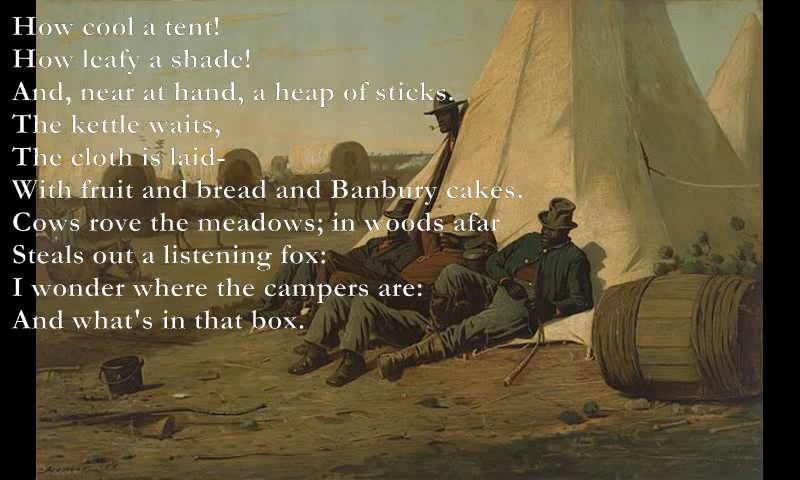 How cool a tent!
How leafy a shade!
And, near at hand, a heap of sticks.
The kettle waits,
The cloth is laid-
With fruit and bread and Banbury cakes.
Cows rove the meadows; in woods afar
Steals out a listening fox:
I wonder where the campers are:
And what's in that box.